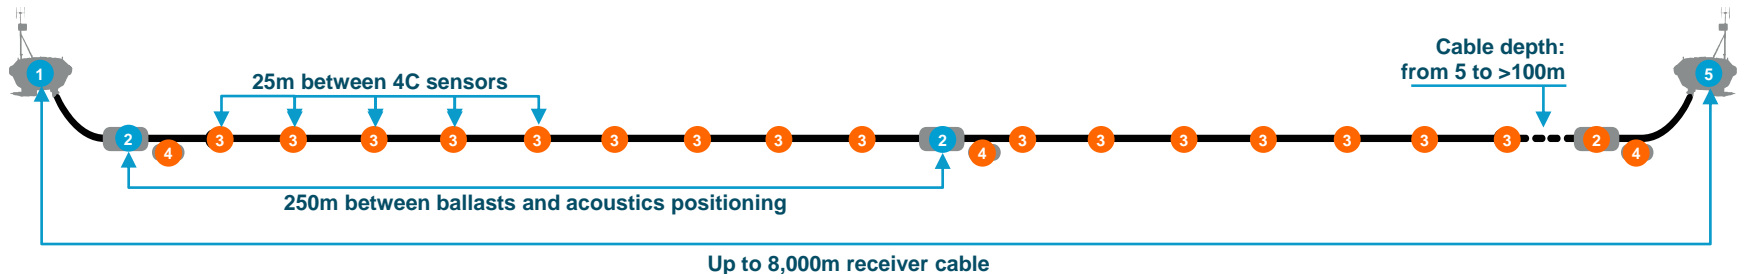 Cable depth:
from 5 to >100m
1
25m between 4C sensors
5
2 3 3 3 3 3 3 3 3 3 2 3 3 3 3 3 3 3 2
4 4 4
250m between ballasts and acoustics positioning
Up to 8,000m receiver cable